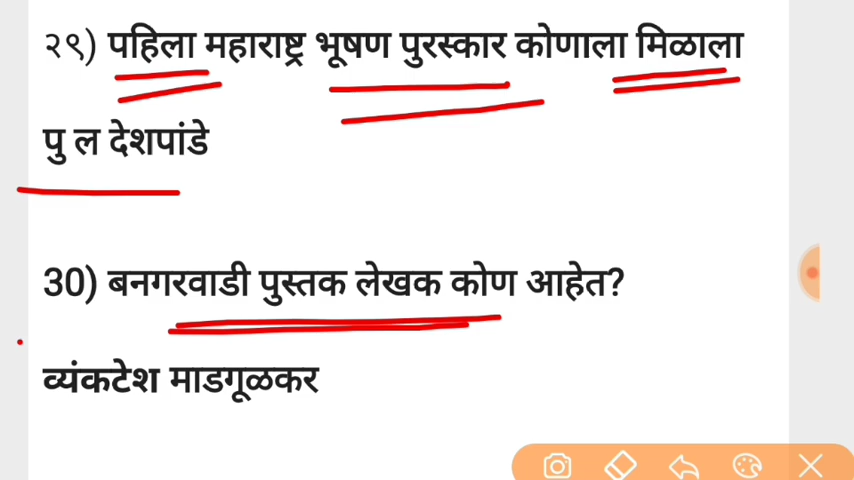 २९) पहिला महाराष्ट्र भूषण पुरस्कार कोणाला मिळाला
पु ल देशपांडे
30) बनगरवाडी पुस्तक लेखक कोण आहेत?
व्यंकटेश माडगूळकर